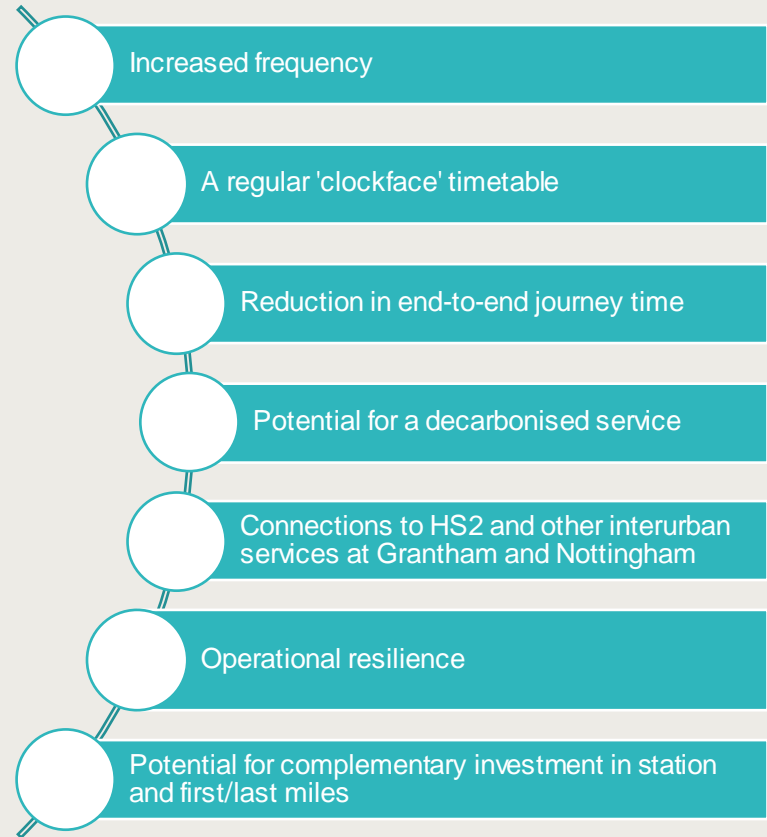 Increased frequency
A regular 'clockface' timetable
Reduction in end-to-end journey time
Potential for a decarbonised service
Connections to HS2 and other interurban
services at Grantham and Nottingham
Operational resilience
Potential for complementary investment in station
and first/last miles